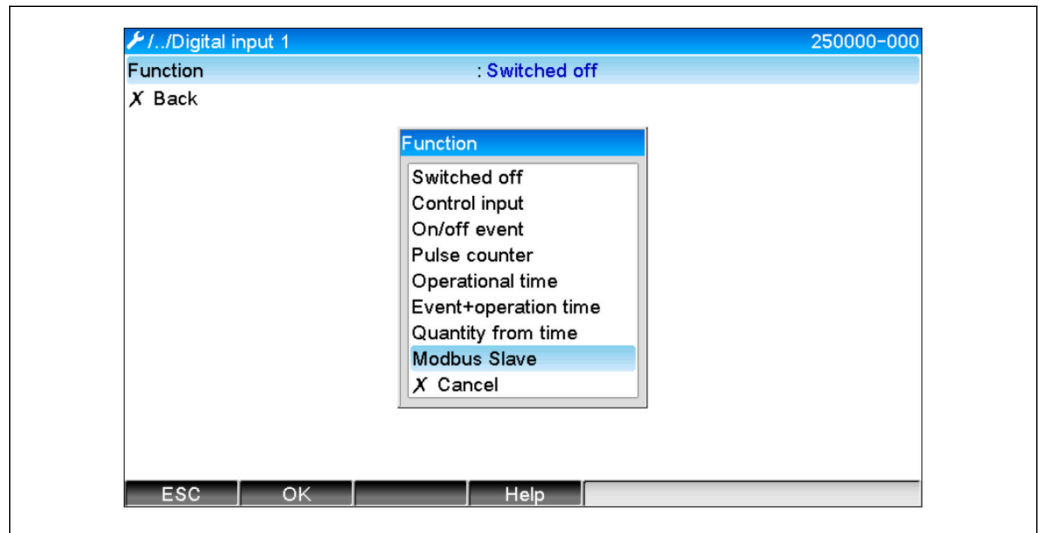 /../Digital input 1 250000-000
Function : Switched off
X Back
Function
Switched off
Control input
On/off event
Pulse counter
Operational time
Event+operation time
Quantity from time
Modbus Slave
X Cancel
ESC OK Help